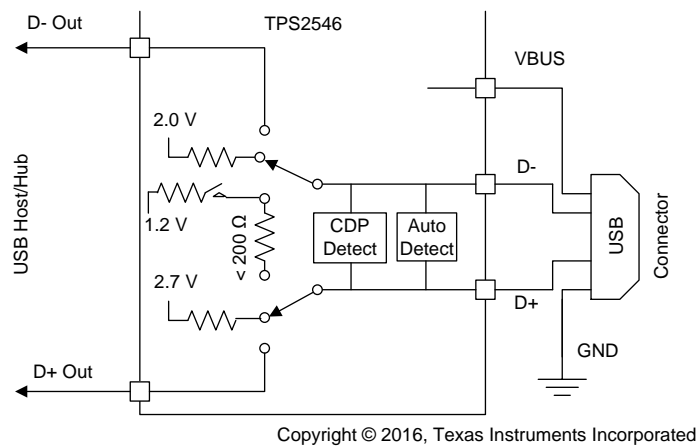 D- Out
TPS2546
VBUS
2.0 V
D-
1.2 V
< 200 Ω
CDP
Detect
Auto
Detect
USB
Connector
USB Host/Hub
2.7 V
D+
GND
D+ Out
Copyright © 2016, Texas Instruments Incorporated